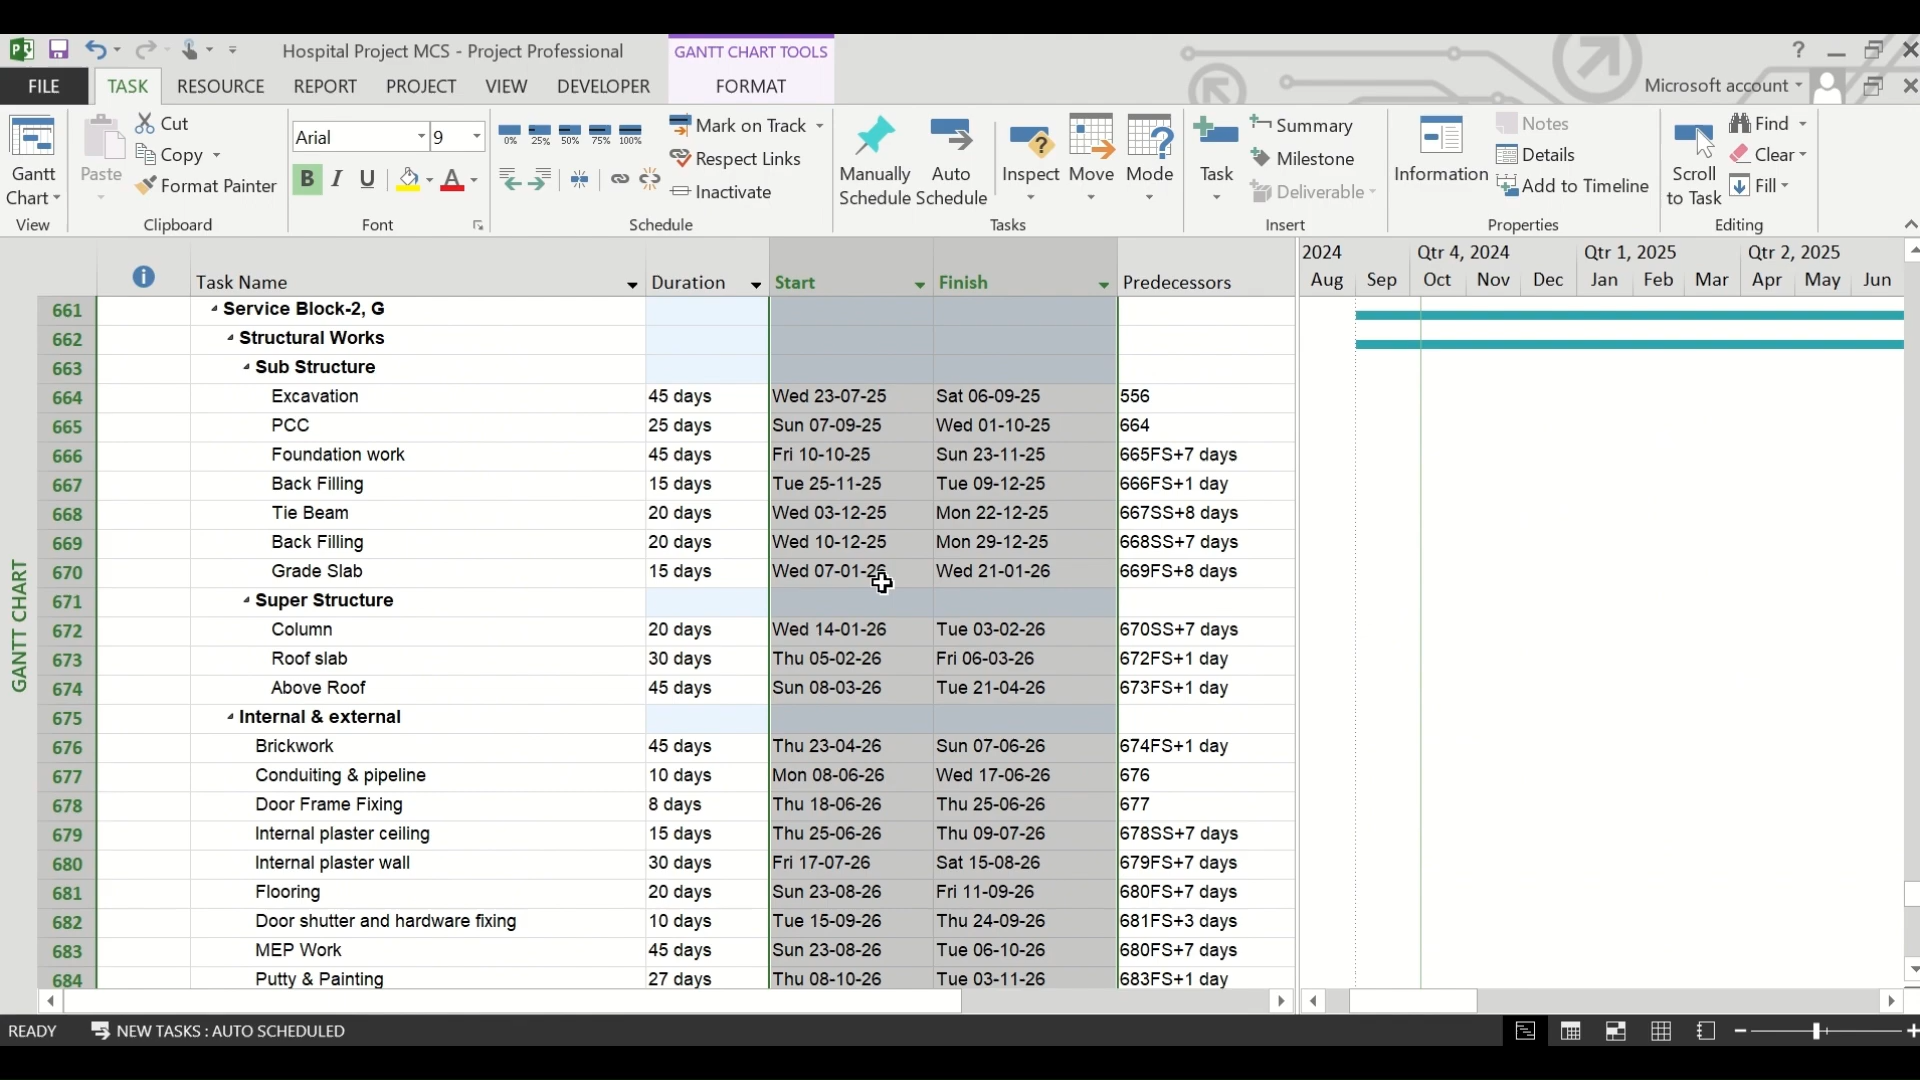 Hospital Project MCS - Project Professional
GANTT CHART TOOLS
?
FILE TASK RESOURCE REPORT PROJECT VIEW DEVELOPER FORMAT Microsoft account
Gantt Chart
View
Paste
Cut
Copy
Format Painter
Clipboard
Arial 9
B I U A
Font
0% 25% 50% 75% 100%
Mark on Track
Respect Links
Inactivate
Schedule
Manually Schedule
Auto Schedule
Inspect
Move
Mode
Tasks
Task
Summary
Milestone
Deliverable
Insert
Information
Notes
Details
Add to Timeline
Properties
Scroll to Task
Find
Clear
Fill
Editing
Task Name Duration Start Finish Predecessors
2024 Qtr 4, 2024 Qtr 1, 2025 Qtr 2, 2025
Aug Sep Oct Nov Dec Jan Feb Mar Apr May Jun
GANTT CHART
661 Service Block-2, G
662 Structural Works
663 Sub Structure
664 Excavation 45 days Wed 23-07-25 Sat 06-09-25 556
665 PCC 25 days Sun 07-09-25 Wed 01-10-25 664
666 Foundation work 45 days Fri 10-10-25 Sun 23-11-25 665FS+7 days
667 Back Filling 15 days Tue 25-11-25 Tue 09-12-25 666FS+1 day
668 Tie Beam 20 days Wed 03-12-25 Mon 22-12-25 667SS+8 days
669 Back Filling 20 days Wed 10-12-25 Mon 29-12-25 668SS+7 days
670 Grade Slab 15 days Wed 07-01-26 Wed 21-01-26 669FS+8 days
671 Super Structure
672 Column 20 days Wed 14-01-26 Tue 03-02-26 670SS+7 days
673 Roof slab 30 days Thu 05-02-26 Fri 06-03-26 672FS+1 day
674 Above Roof 45 days Sun 08-03-26 Tue 21-04-26 673FS+1 day
675 Internal & external
676 Brickwork 45 days Thu 23-04-26 Sun 07-06-26 674FS+1 day
677 Conduiting & pipeline 10 days Mon 08-06-26 Wed 17-06-26 676
678 Door Frame Fixing 8 days Thu 18-06-26 Thu 25-06-26 677
679 Internal plaster ceiling 15 days Thu 25-06-26 Thu 09-07-26 678SS+7 days
680 Internal plaster wall 30 days Fri 17-07-26 Sat 15-08-26 679FS+7 days
681 Flooring 20 days Sun 23-08-26 Fri 11-09-26 680FS+7 days
682 Door shutter and hardware fixing 10 days Tue 15-09-26 Thu 24-09-26 681FS+3 days
683 MEP Work 45 days Sun 23-08-26 Tue 06-10-26 680FS+7 days
684 Putty & Painting 27 days Thu 08-10-26 Tue 03-11-26 683FS+1 day
READY NEW TASKS : AUTO SCHEDULED